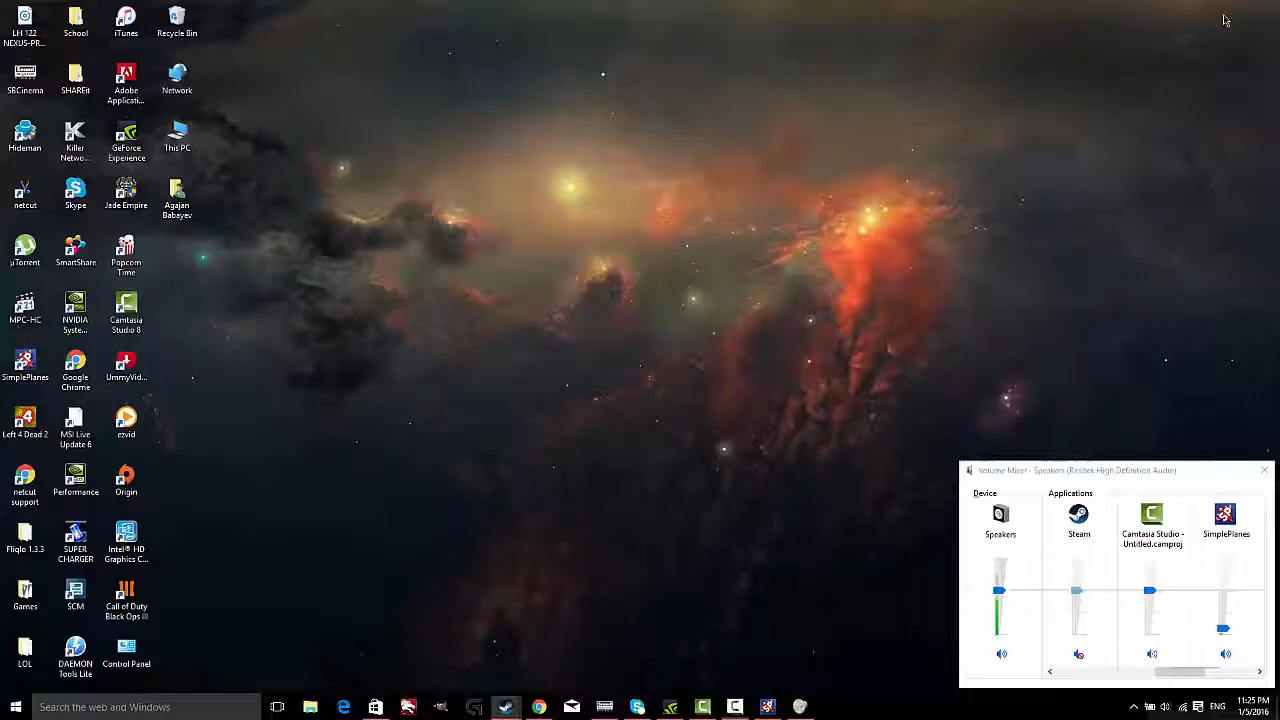 LH 122
NEXUS-PR...
School
iTunes
Recycle Bin
SBCinema
SHAREit
Adobe
Applicati...
Network
Hideman
Killer
Netwo...
GeForce
Experience
This PC
netcut
Skype
Jade Empire
Agajan
Babayev
µTorrent
SmartShare
Popcorn
Time
MPC-HC
NVIDIA
Syste...
Camtasia
Studio 8
SimplePlanes
Google
Chrome
UmmyVid...
Left 4 Dead 2
MSI Live
Update 6
ezvid
netcut
support
Performance
Origin
Fliqlo 1.3.3
SUPER
CHARGER
Intel® HD
Graphics C...
Games
SCM
Call of Duty
Black Ops III
LOL
DAEMON
Tools Lite
Control Panel
Volume Mixer - Speakers (Realtek High Definition Audio)
Device
Applications
Speakers
Steam
Camtasia Studio -
Untitled.camproj
SimplePlanes
Search the web and Windows
ENG
11:25 PM
1/5/2016